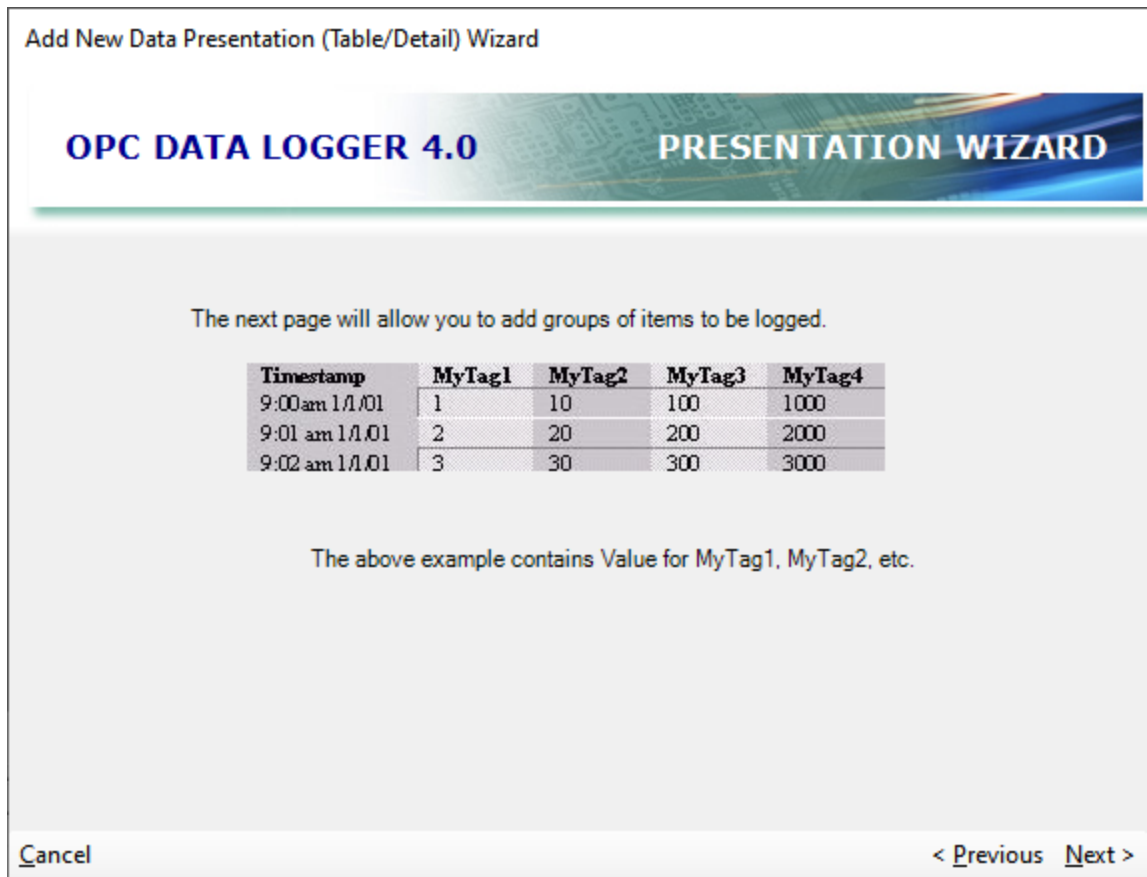 Add New Data Presentation (Table/Detail) Wizard
OPC DATA LOGGER 4.0 PRESENTATION WIZARD
The next page will allow you to add groups of items to be logged.
Timestamp MyTag1 MyTag2 MyTag3 MyTag4
9:00am 1/1/01 1 10 100 1000
9:01 am 1/1/01 2 20 200 2000
9:02 am 1/1/01 3 30 300 3000
The above example contains Value for MyTag1, MyTag2, etc.
Cancel < Previous Next >